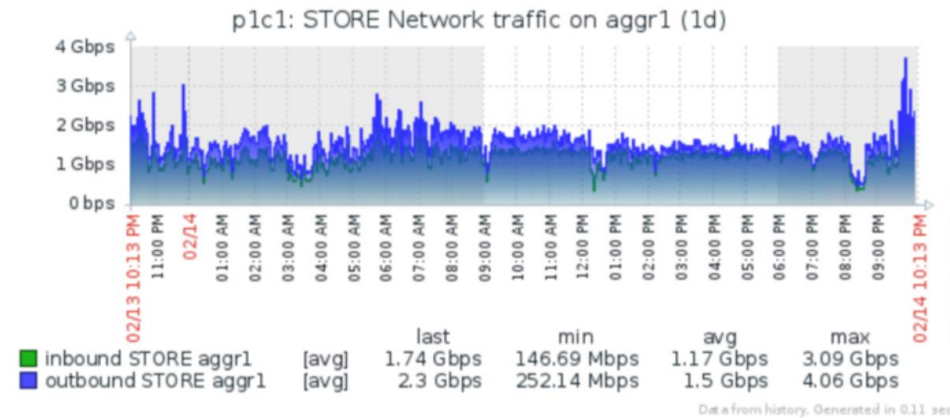 p1c1: STORE Network traffic on aggr1 (1d)
4 Gbps
3 Gbps
2 Gbps
1 Gbps
0 bps
02/13 10:13 PM
11:00 PM
02/14
01:00 AM
02:00 AM
03:00 AM
04:00 AM
05:00 AM
06:00 AM
07:00 AM
08:00 AM
09:00 AM
10:00 AM
11:00 AM
12:00 PM
01:00 PM
02:00 PM
03:00 PM
04:00 PM
05:00 PM
06:00 PM
07:00 PM
08:00 PM
09:00 PM
02/14 10:13 PM
last min avg max
inbound STORE aggr1 [avg] 1.74 Gbps 146.69 Mbps 1.17 Gbps 3.09 Gbps
outbound STORE aggr1 [avg] 2.3 Gbps 252.14 Mbps 1.5 Gbps 4.06 Gbps
Data from history. Generated in 0.11 sec